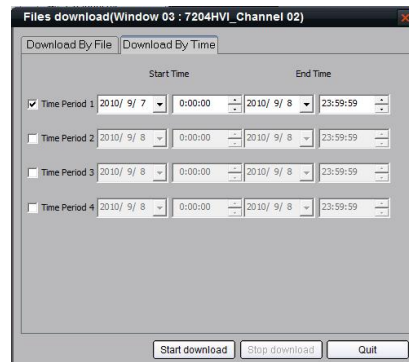 Files download(Window 03 : 7204HVI_Channel 02)
Download By File Download By Time
Start Time End Time
Time Period 1 2010/ 9/ 7 0:00:00 2010/ 9/ 8 23:59:59
Time Period 2 2010/ 9/ 8 0:00:00 2010/ 9/ 8 23:59:59
Time Period 3 2010/ 9/ 8 0:00:00 2010/ 9/ 8 23:59:59
Time Period 4 2010/ 9/ 8 0:00:00 2010/ 9/ 8 23:59:59
Start download Stop download Quit